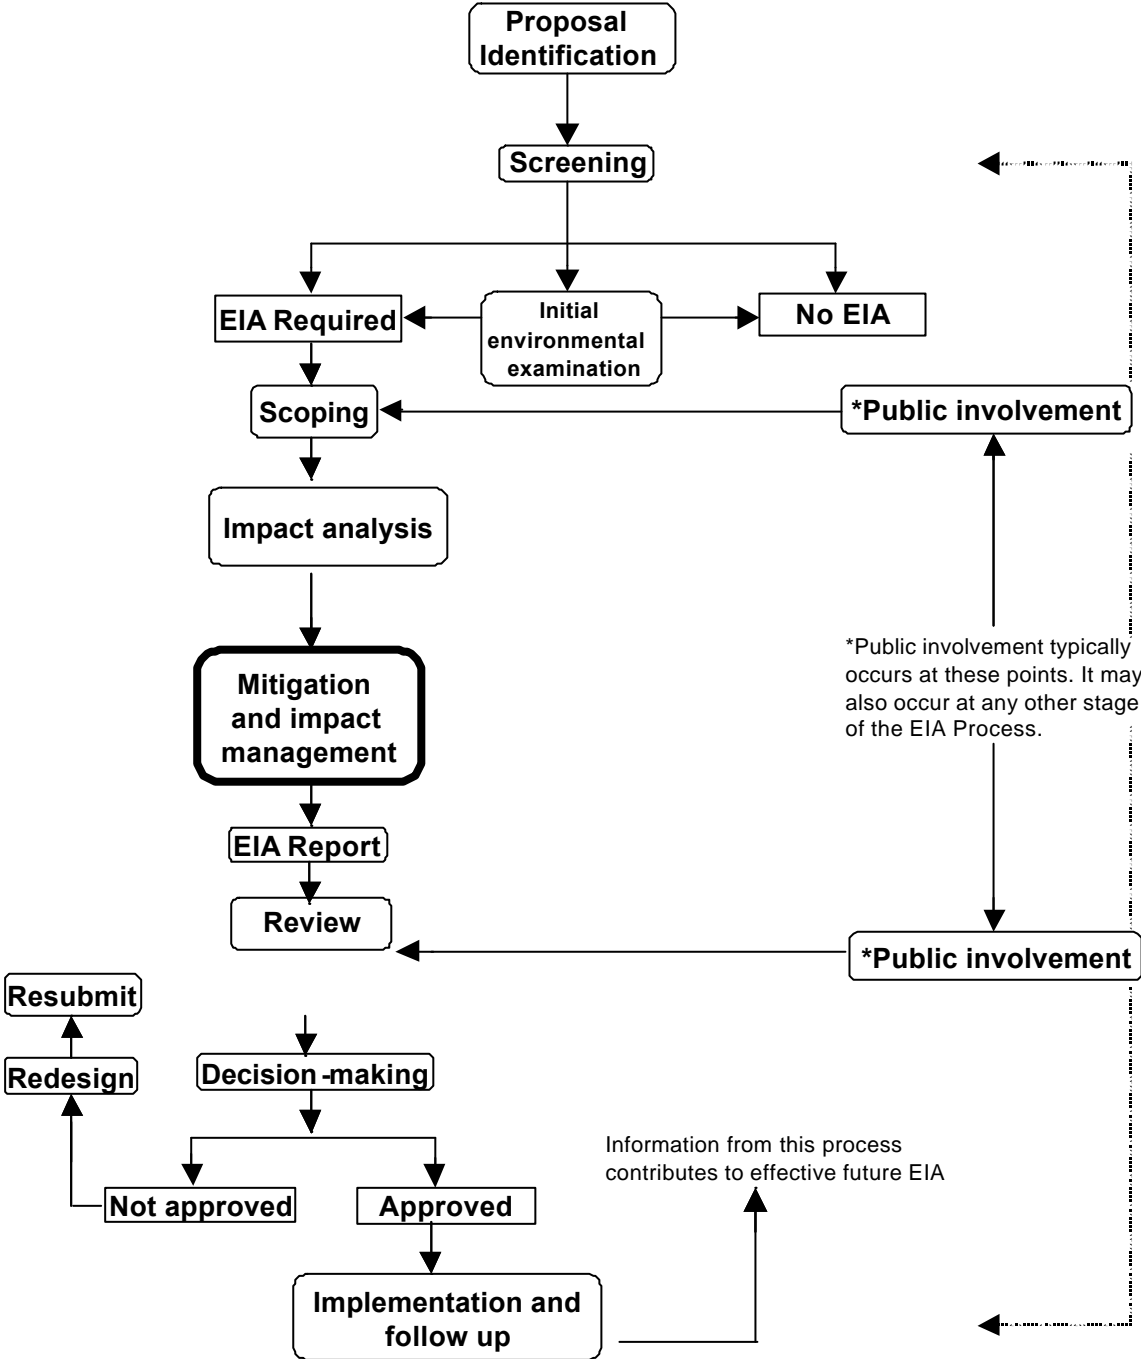 Proposal
Identification
Screening
EIA Required
Initial
environmental
examination
No EIA
Scoping
*Public involvement
Impact analysis
*Public involvement typically
occurs at these points. It may
also occur at any other stage
of the EIA Process.
Mitigation
and impact
management
EIA Report
Review
*Public involvement
Resubmit
Redesign
Decision-making
Information from this process
contributes to effective future EIA
Not approved
Approved
Implementation and
follow up